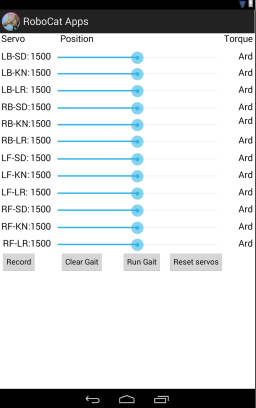 RoboCat Apps
Servo Position Torque
LB-SD:1500 Ard
LB-KN:1500 Ard
LB-LR: 1500 Ard
RB-SD:1500 Ard
RB-KN:1500 Ard
RB-LR: 1500 Ard
LF-SD:1500 Ard
LF-KN:1500 Ard
LF-LR: 1500 Ard
RF-SD:1500 Ard
RF-KN:1500 Ard
RF-LR:1500 Ard
Record Clear Gait Run Gait Reset servos